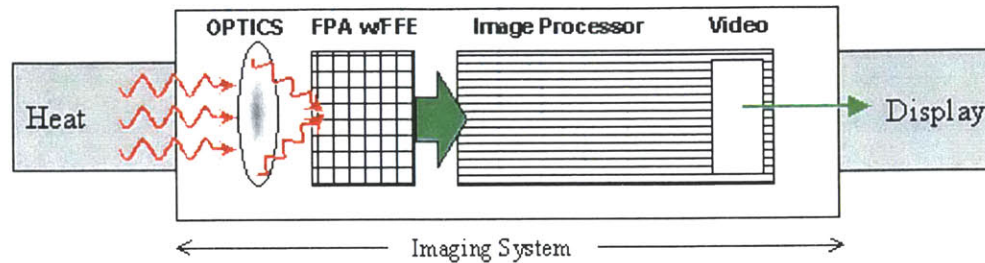 OPTICS FPA w/FFE Image Processor Video
Heat
Display
Imaging System